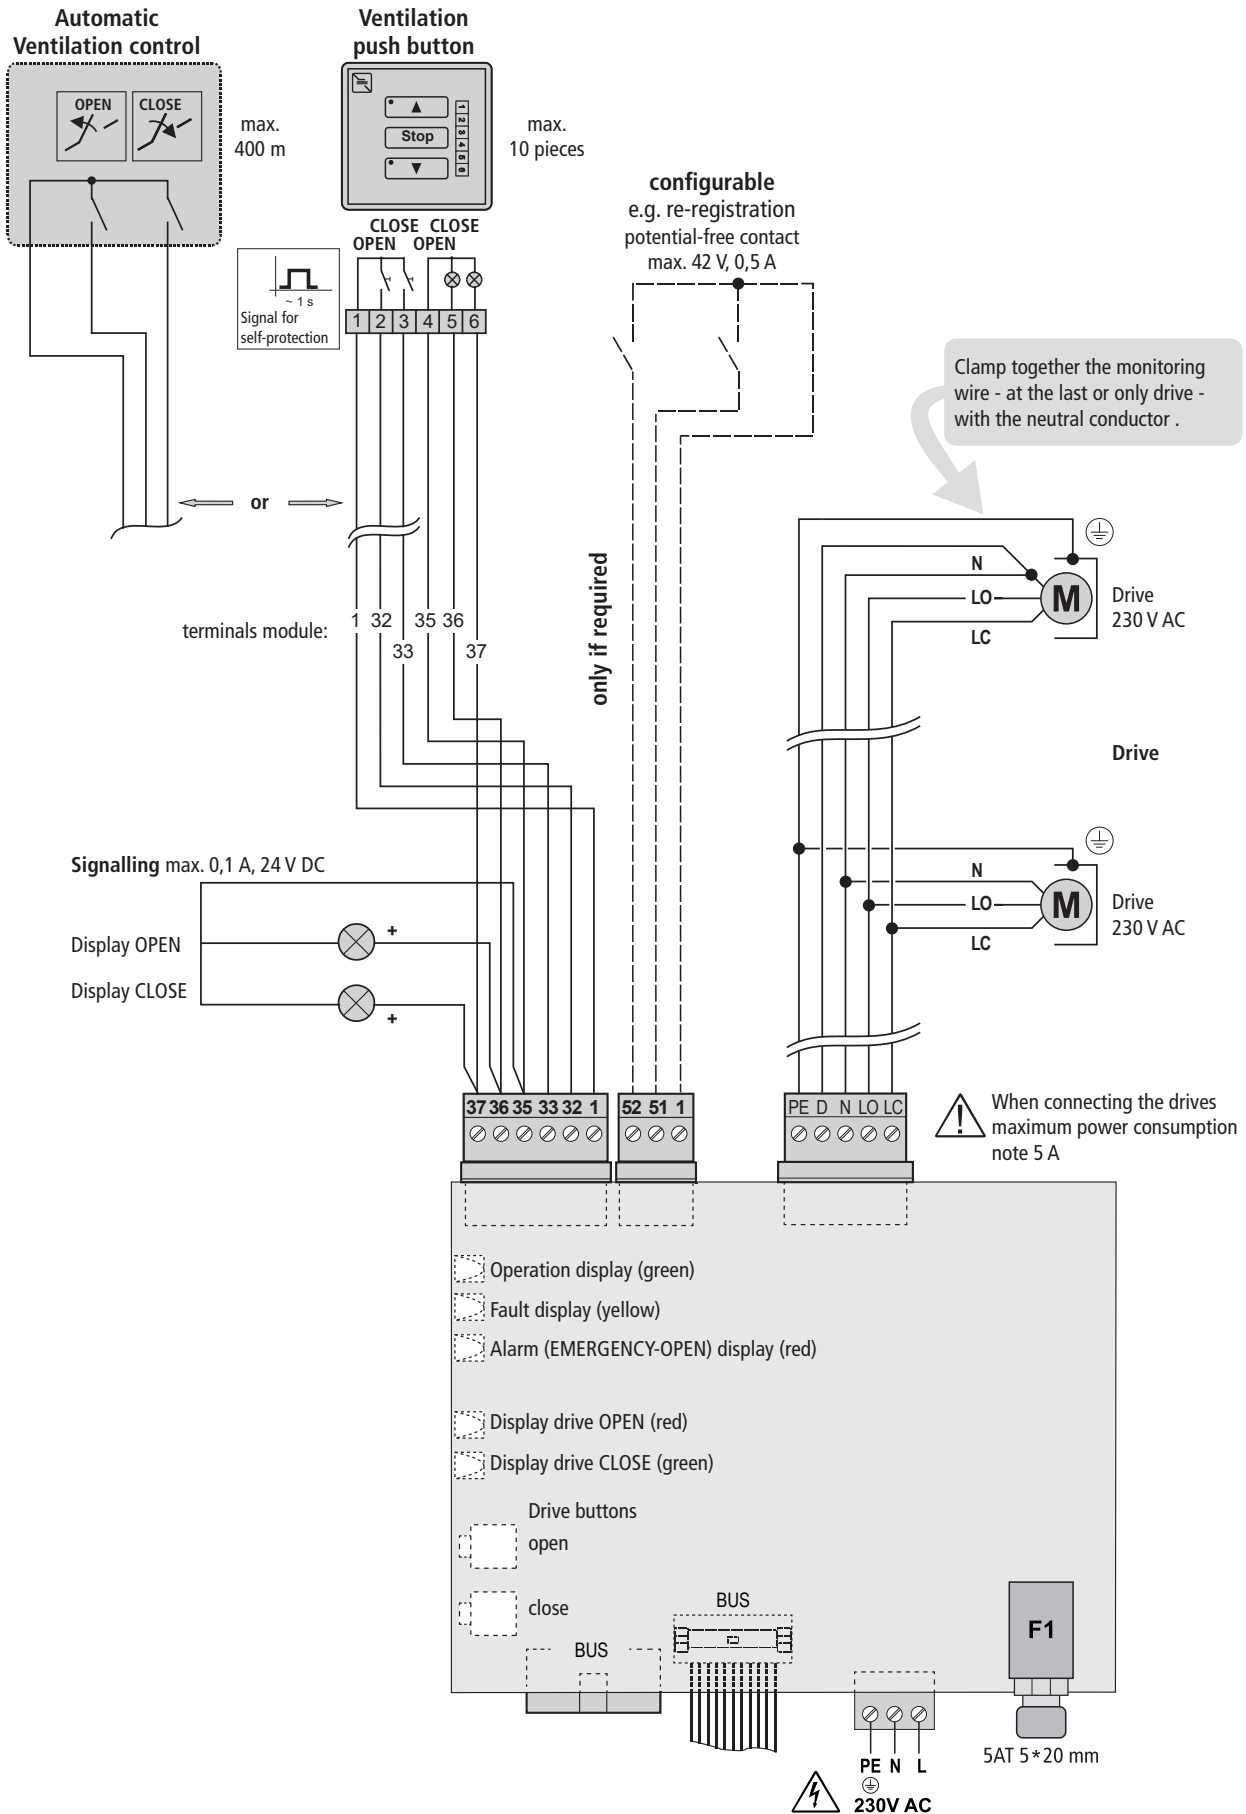 Automatic
Ventilation control
OPEN
CLOSE
max.
400 m
Ventilation
push button
Stop
1
2
3
4
5
6
max.
10 pieces
configurable
e.g. re-registration
potential-free contact
max. 42 V, 0,5 A
CLOSE CLOSE
OPEN OPEN
~ 1 s
Signal for
self-protection
1 2 3 4 5 6
Clamp together the monitoring
wire - at the last or only drive -
with the neutral conductor .
or
only if required
N
LO
LC
M
Drive
230 V AC
terminals module:
1 32 35 36
33 37
Drive
Signalling max. 0,1 A, 24 V DC
Display OPEN
+
Display CLOSE
+
N
LO
LC
M
Drive
230 V AC
37 36 35 33 32 1
52 51 1
PE D N LO LC
!
When connecting the drives
maximum power consumption
note 5 A
Operation display (green)
Fault display (yellow)
Alarm (EMERGENCY-OPEN) display (red)
Display drive OPEN (red)
Display drive CLOSE (green)
Drive buttons
open
close
BUS
BUS
F1
5AT 5*20 mm
PE N L
230V AC